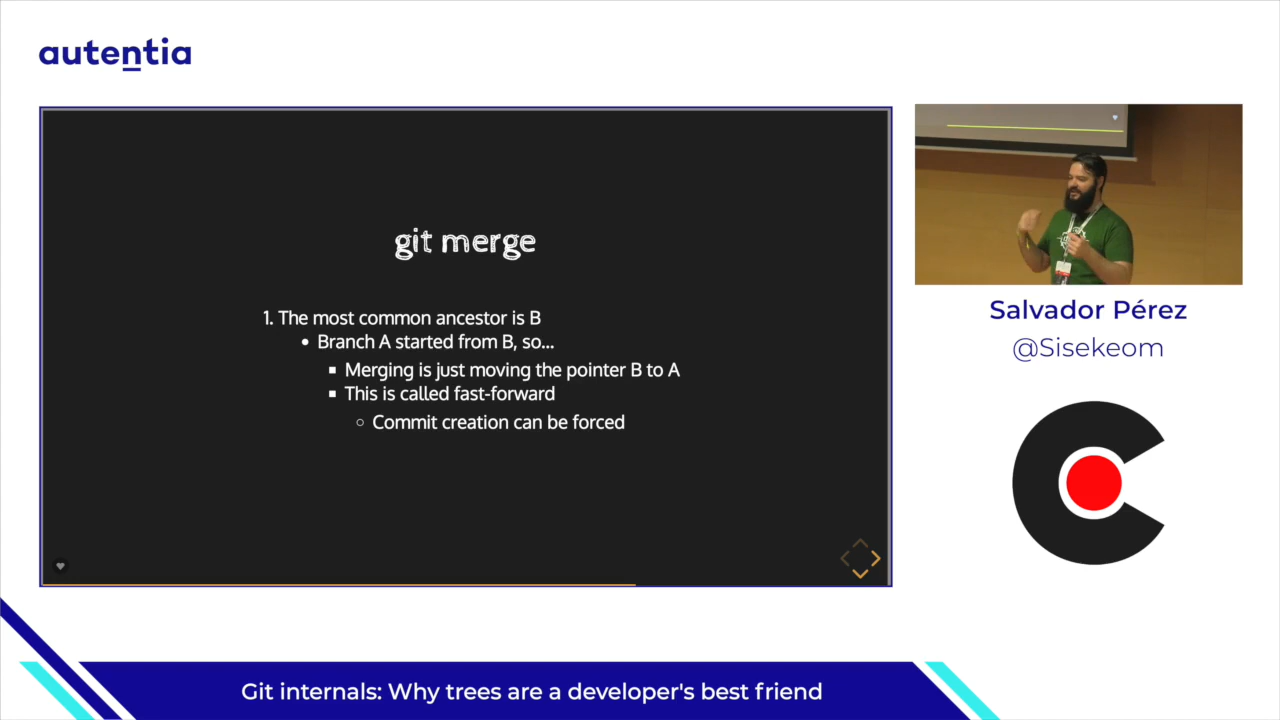 autentia
git merge
1. The most common ancestor is B
• Branch A started from B, so...
▪ Merging is just moving the pointer B to A
▪ This is called fast-forward
○ Commit creation can be forced
Salvador Pérez
@Sisekeom
Git internals: Why trees are a developer's best friend